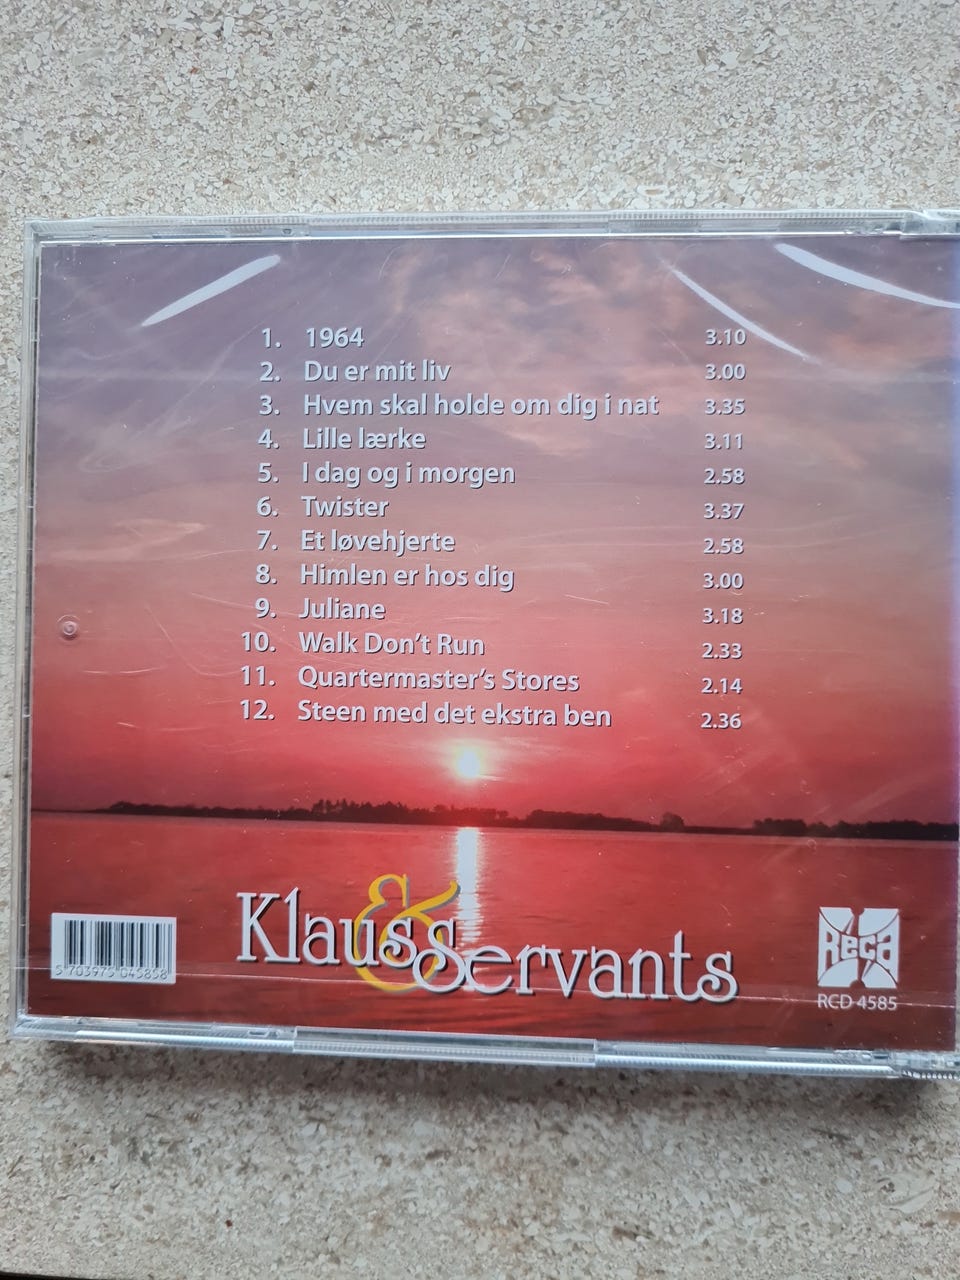 1. 1964 3.10
2. Du er mit liv 3.00
3. Hvem skal holde om dig i nat 3.35
4. Lille lærke 3.11
5. I dag og i morgen 2.58
6. Twister 3.37
7. Et løvehjerte 2.58
8. Himlen er hos dig 3.00
9. Juliane 3.18
10. Walk Don't Run 2.33
11. Quartermaster's Stores 2.14
12. Steen med det ekstra ben 2.36
Klaus & Servants
5 703975 045858
Reca
RCD 4585